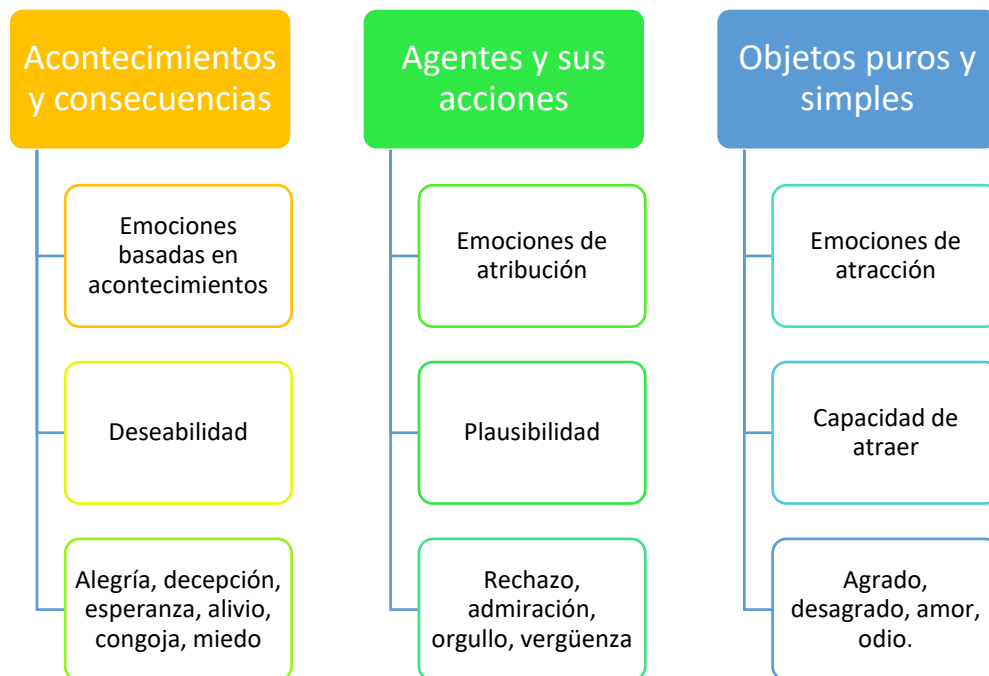 Acontecimientos
y consecuencias
Emociones
basadas en
acontecimientos
Deseabilidad
Alegría, decepción,
esperanza, alivio,
congoja, miedo
Agentes y sus
acciones
Emociones de
atribución
Plausibilidad
Rechazo,
admiración,
orgullo, vergüenza
Objetos puros y
simples
Emociones de
atracción
Capacidad de
atraer
Agrado,
desagrado, amor,
odio.